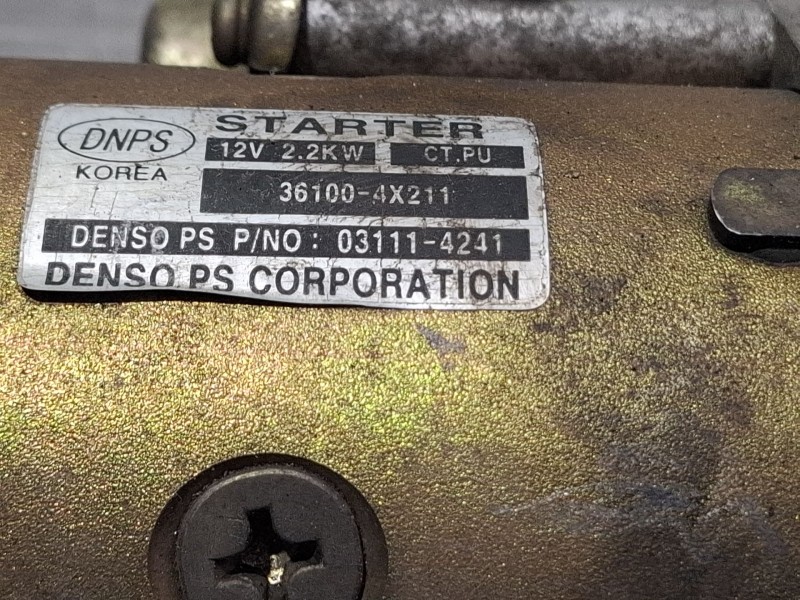 STARTER
DNPS
KOREA
12V 2.2KW CT.PU
36100-4X211
DENSO PS P/NO: 03111-4241
DENSO PS CORPORATION